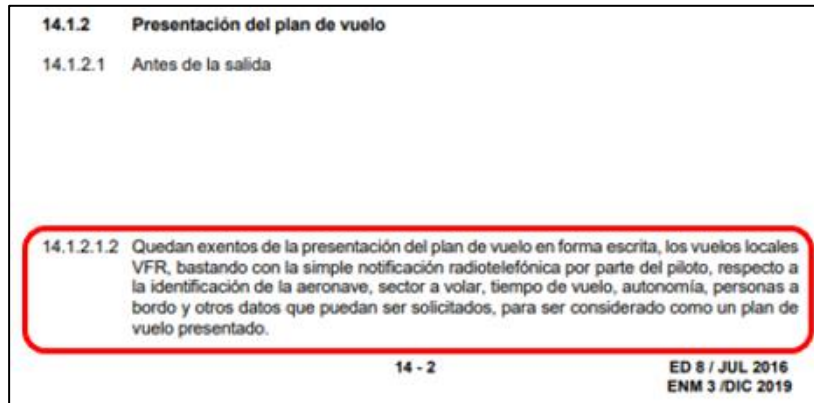 14.1.2 Presentación del plan de vuelo
14.1.2.1 Antes de la salida
14.1.2.1.2 Quedan exentos de la presentación del plan de vuelo en forma escrita, los vuelos locales
VFR, bastando con la simple notificación radiotelefónica por parte del piloto, respecto a
la identificación de la aeronave, sector a volar, tiempo de vuelo, autonomía, personas a
bordo y otros datos que puedan ser solicitados, para ser considerado como un plan de
vuelo presentado.
14 - 2 ED 8 / JUL 2016
ENM 3 /DIC 2019